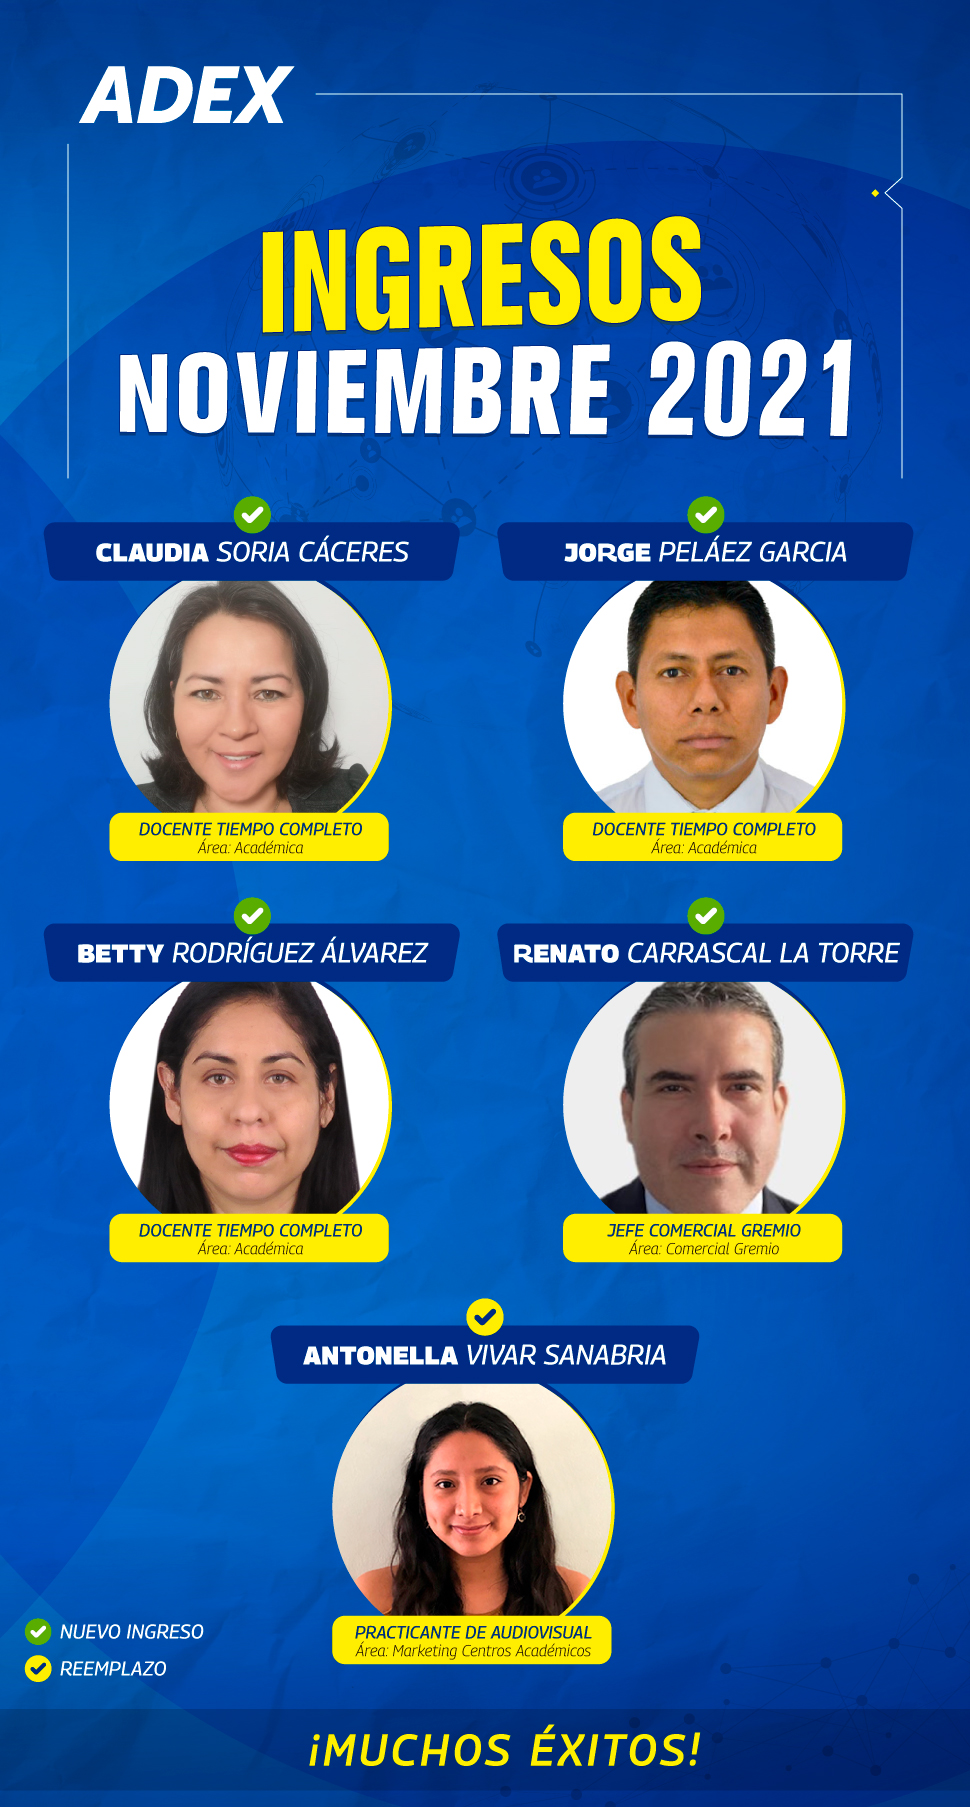 ADEX
INGRESOS
NOVIEMBRE 2021
CLAUDIA SORIA CÁCERES
DOCENTE TIEMPO COMPLETO
Área: Académica
JORGE PELÁEZ GARCIA
DOCENTE TIEMPO COMPLETO
Área: Académica
BETTY RODRÍGUEZ ÁLVAREZ
DOCENTE TIEMPO COMPLETO
Área: Académica
RENATO CARRASCAL LA TORRE
JEFE COMERCIAL GREMIO
Área: Comercial Gremio
ANTONELLA VIVAR SANABRIA
PRACTICANTE DE AUDIOVISUAL
Área: Marketing Centros Académicos
NUEVO INGRESO
REEMPLAZO
¡MUCHOS ÉXITOS!